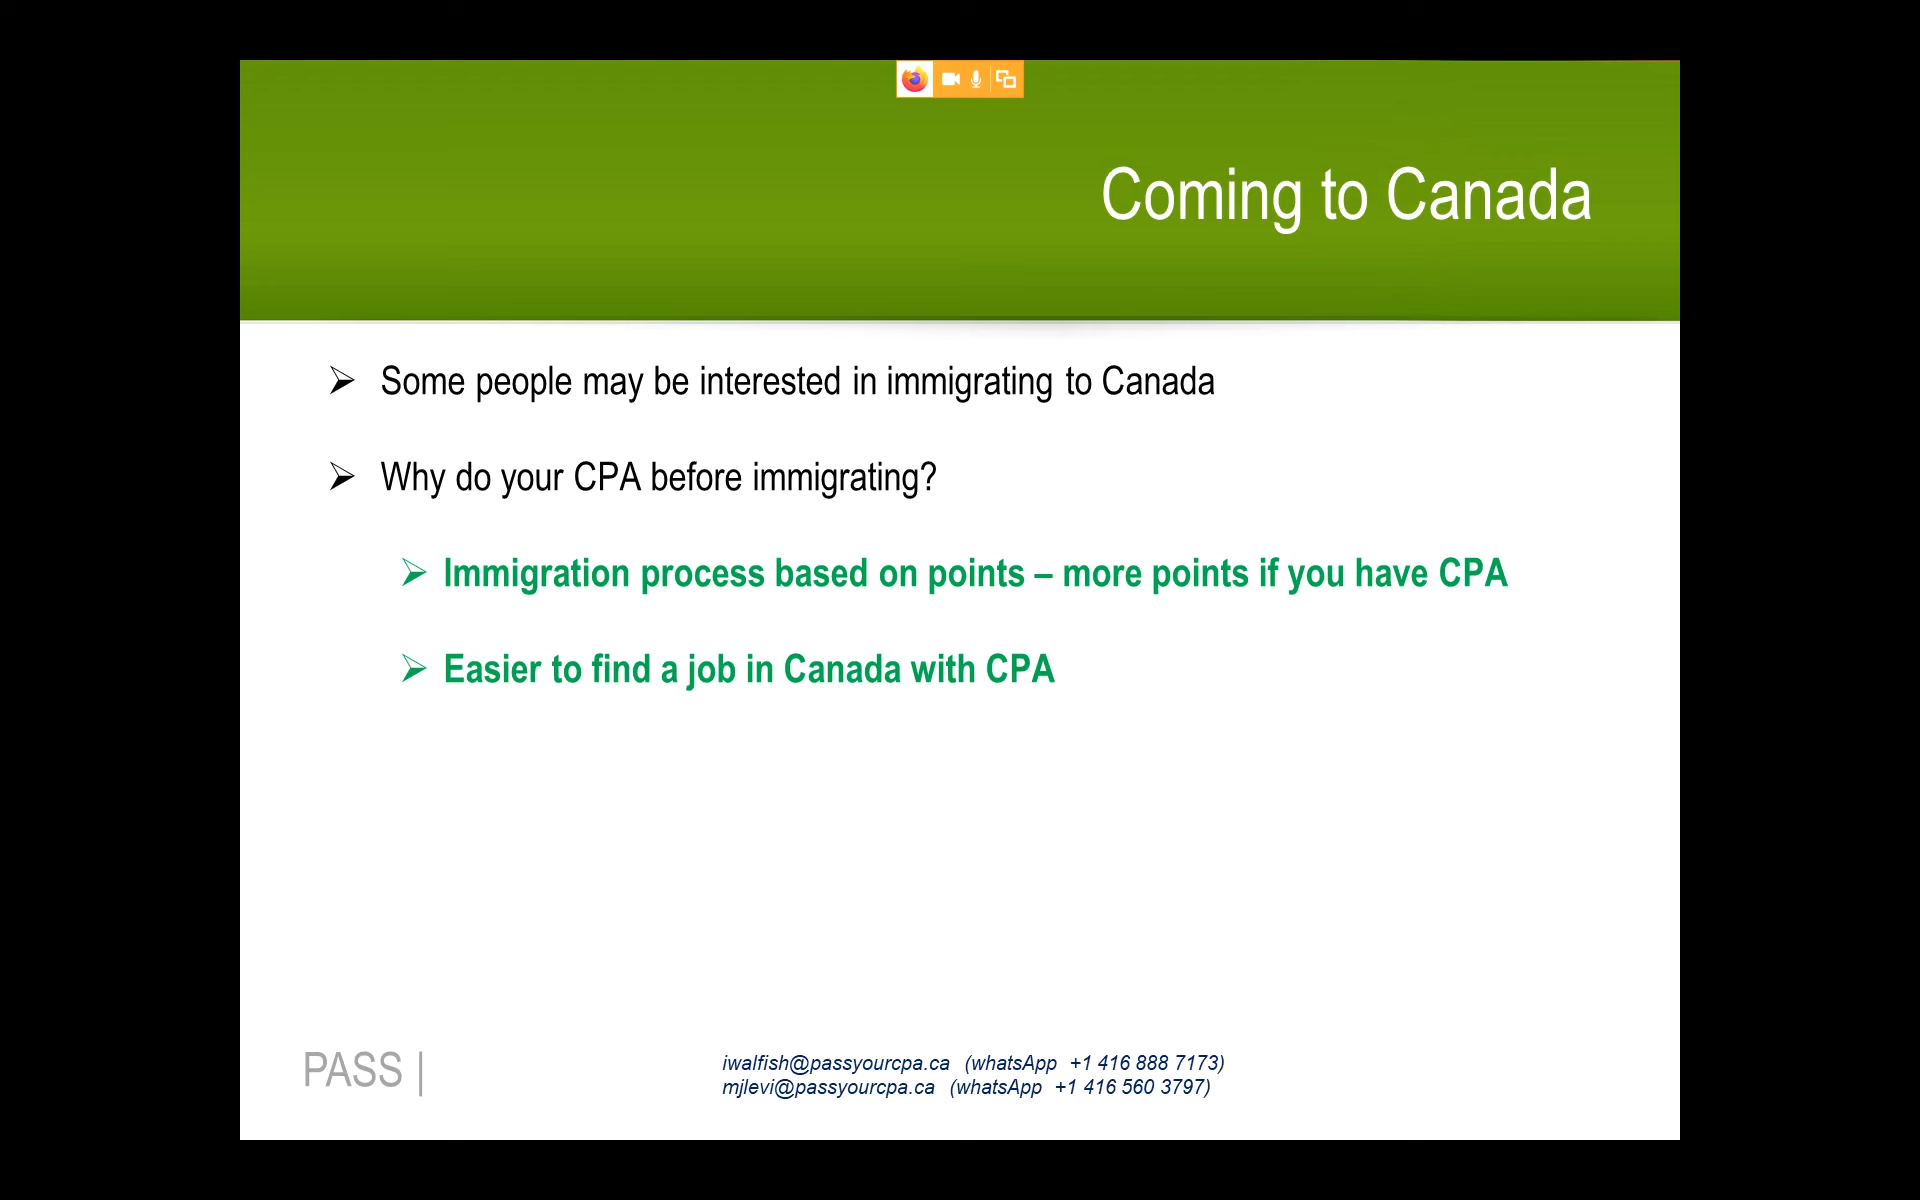 Coming to Canada
Some people may be interested in immigrating to Canada
Why do your CPA before immigrating?
Immigration process based on points – more points if you have CPA
Easier to find a job in Canada with CPA
PASS |
iwalfish@passyourcpa.ca (whatsApp +1 416 888 7173)
mjlevi@passyourcpa.ca (whatsApp +1 416 560 3797)